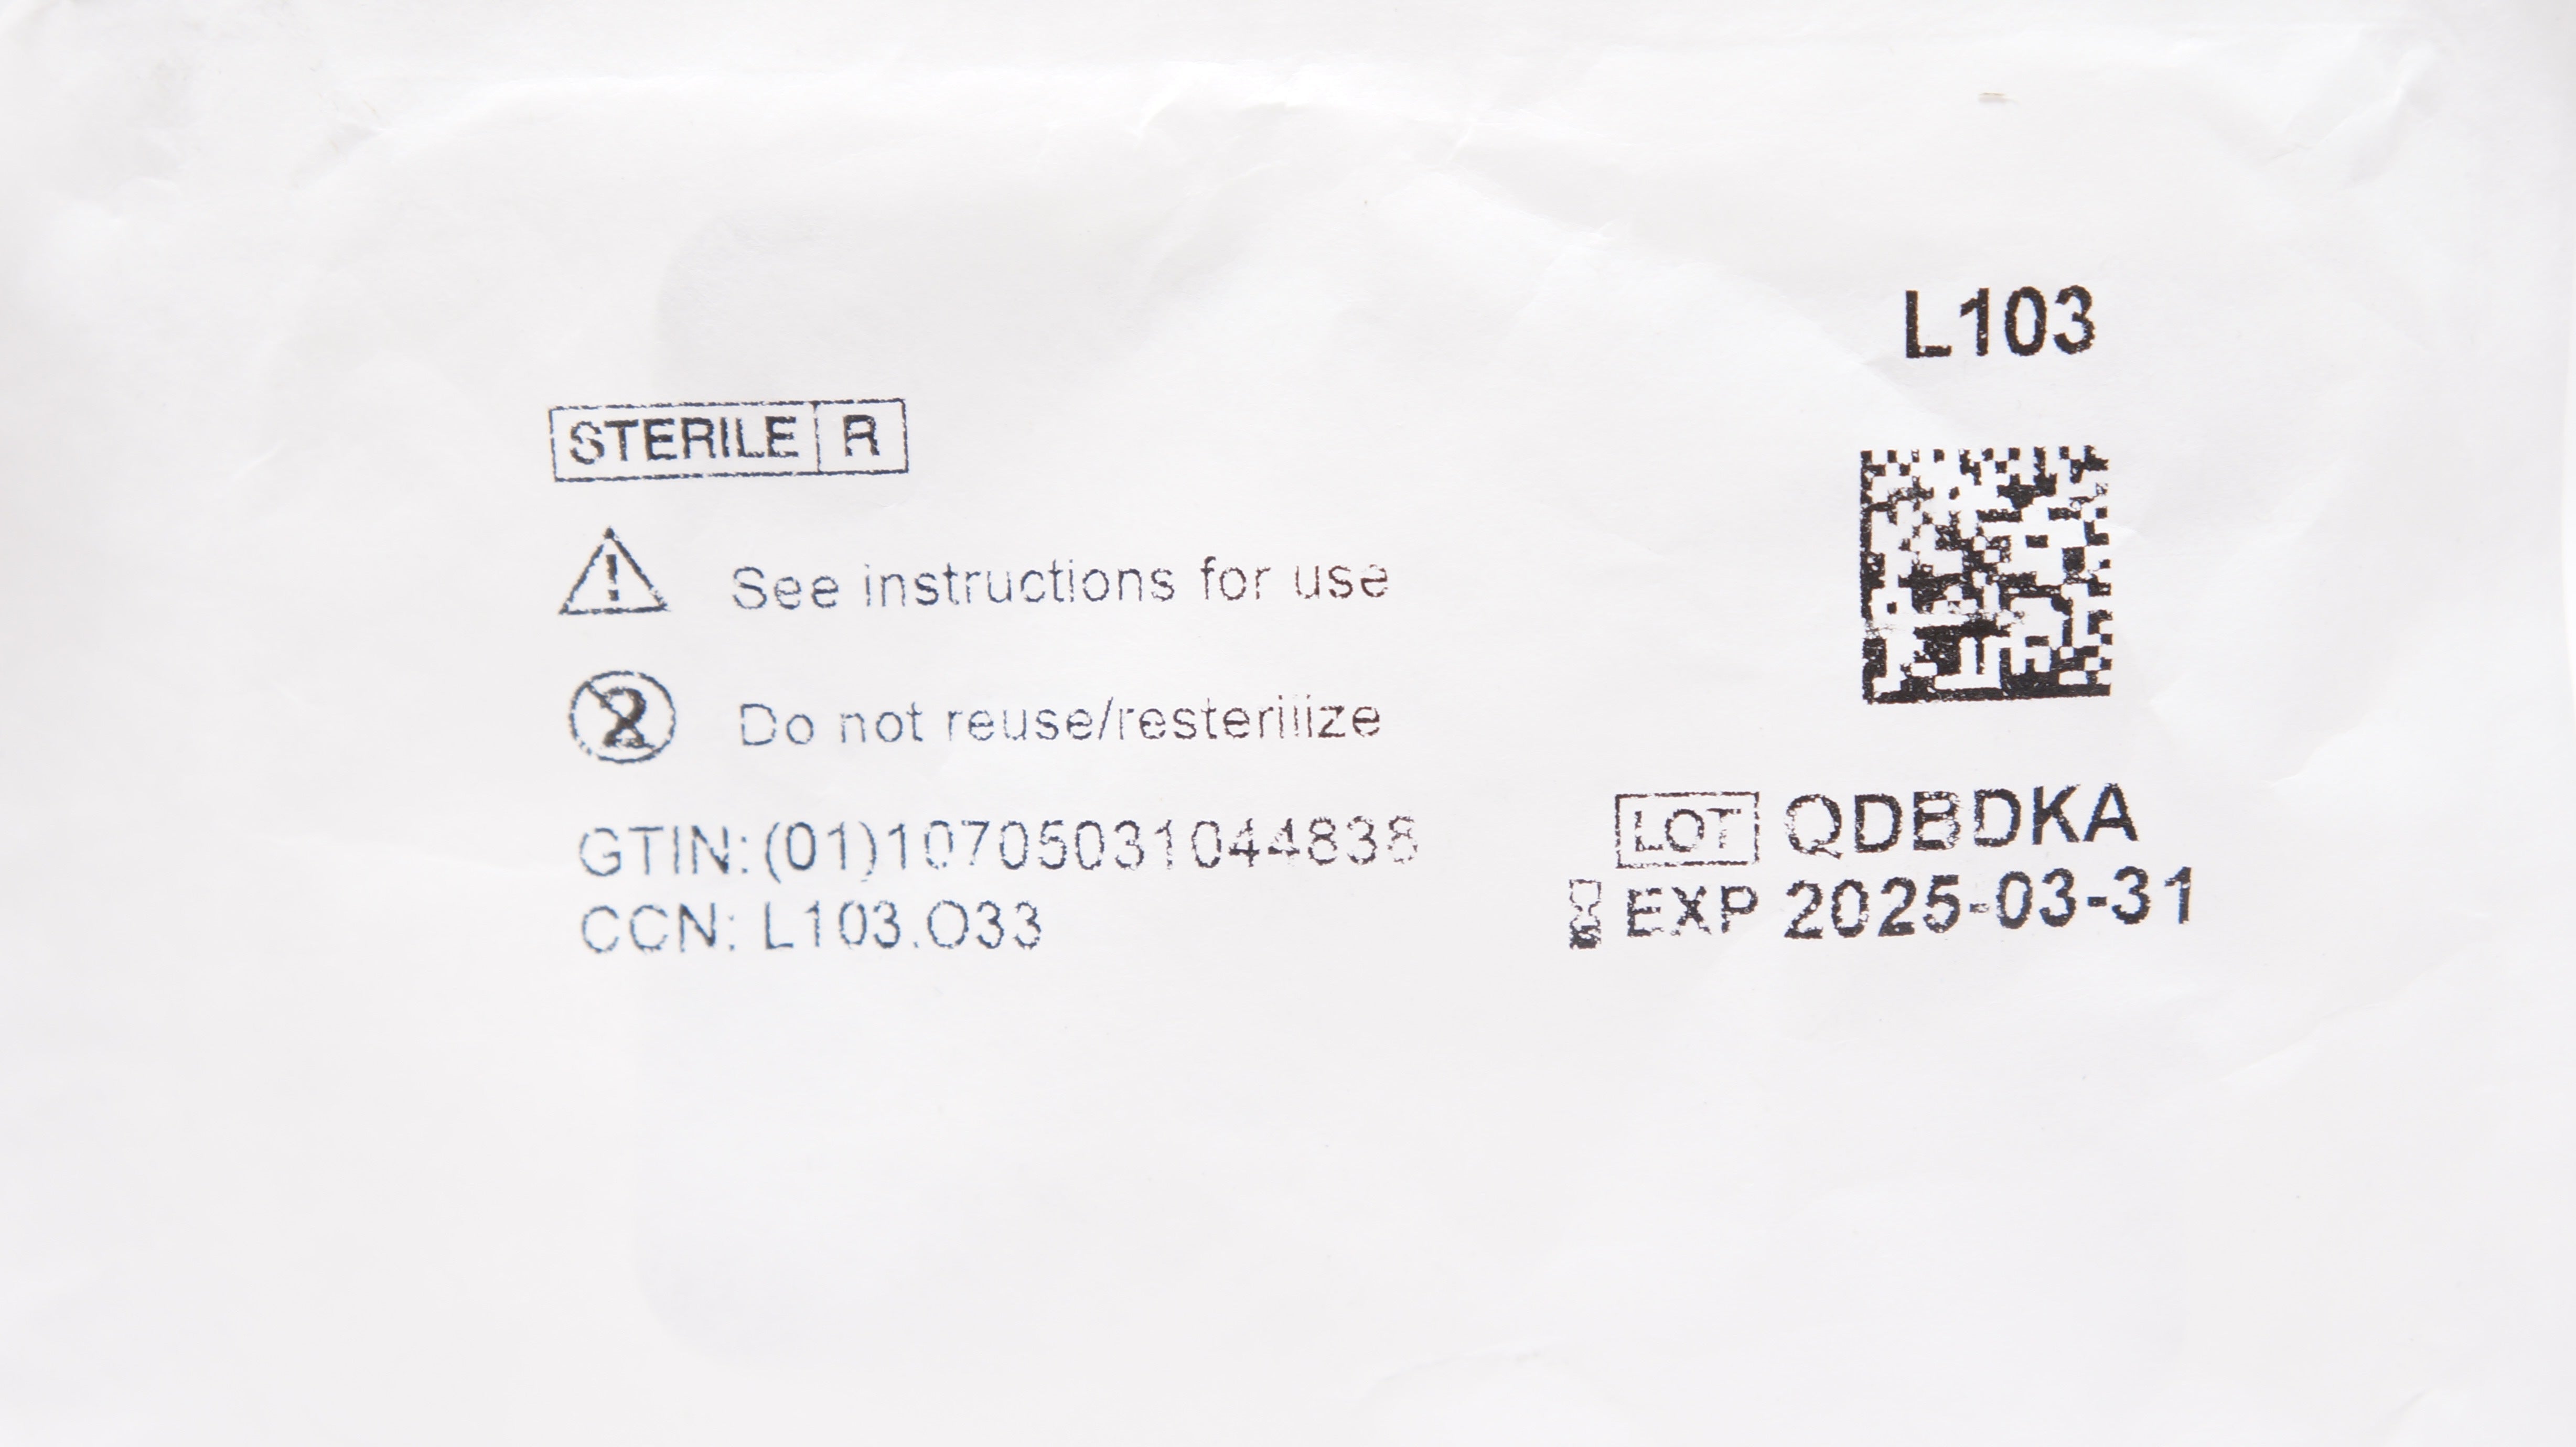 L103
STERILE R
! See instructions for use
2 Do not reuse/resterilize
GTIN: (01)10705031044838
CCN: L103.O33
LOT QDBDKA
EXP 2025-03-31